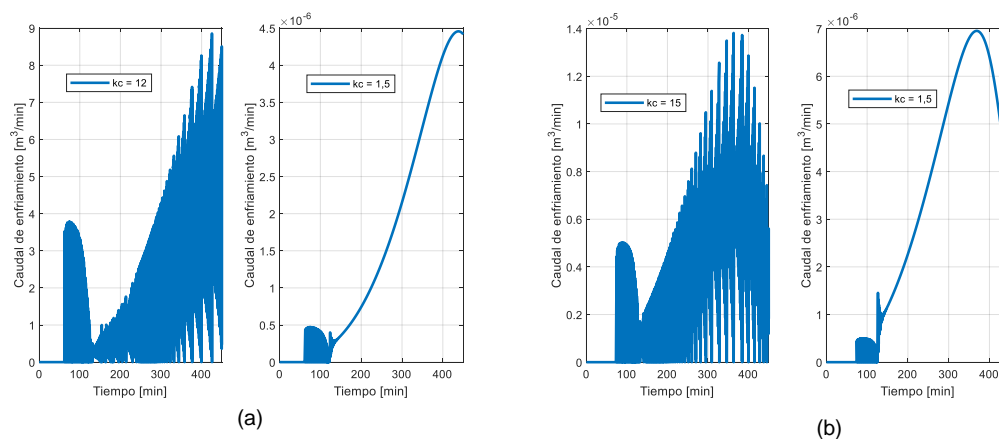 ×10⁻⁶
×10⁻⁵
×10⁻⁶
9
8
7
6
5
4
3
2
1
0
Caudal de enfriamiento [m³/min]
kc = 12
0 100 200 300 400
Tiempo [min]
4.5
4
3.5
3
2.5
2
1.5
1
0.5
0
Caudal de enfriamiento [m³/min]
kc = 1,5
0 100 200 300 400
Tiempo [min]
(a)
1.4
1.2
1
0.8
0.6
0.4
0.2
0
Caudal de enfriamiento [m³/min]
kc = 15
0 100 200 300 400
Tiempo [min]
7
6
5
4
3
2
1
0
Caudal de enfriamiento [m³/min]
kc = 1,5
0 100 200 300 400
Tiempo [min]
(b)